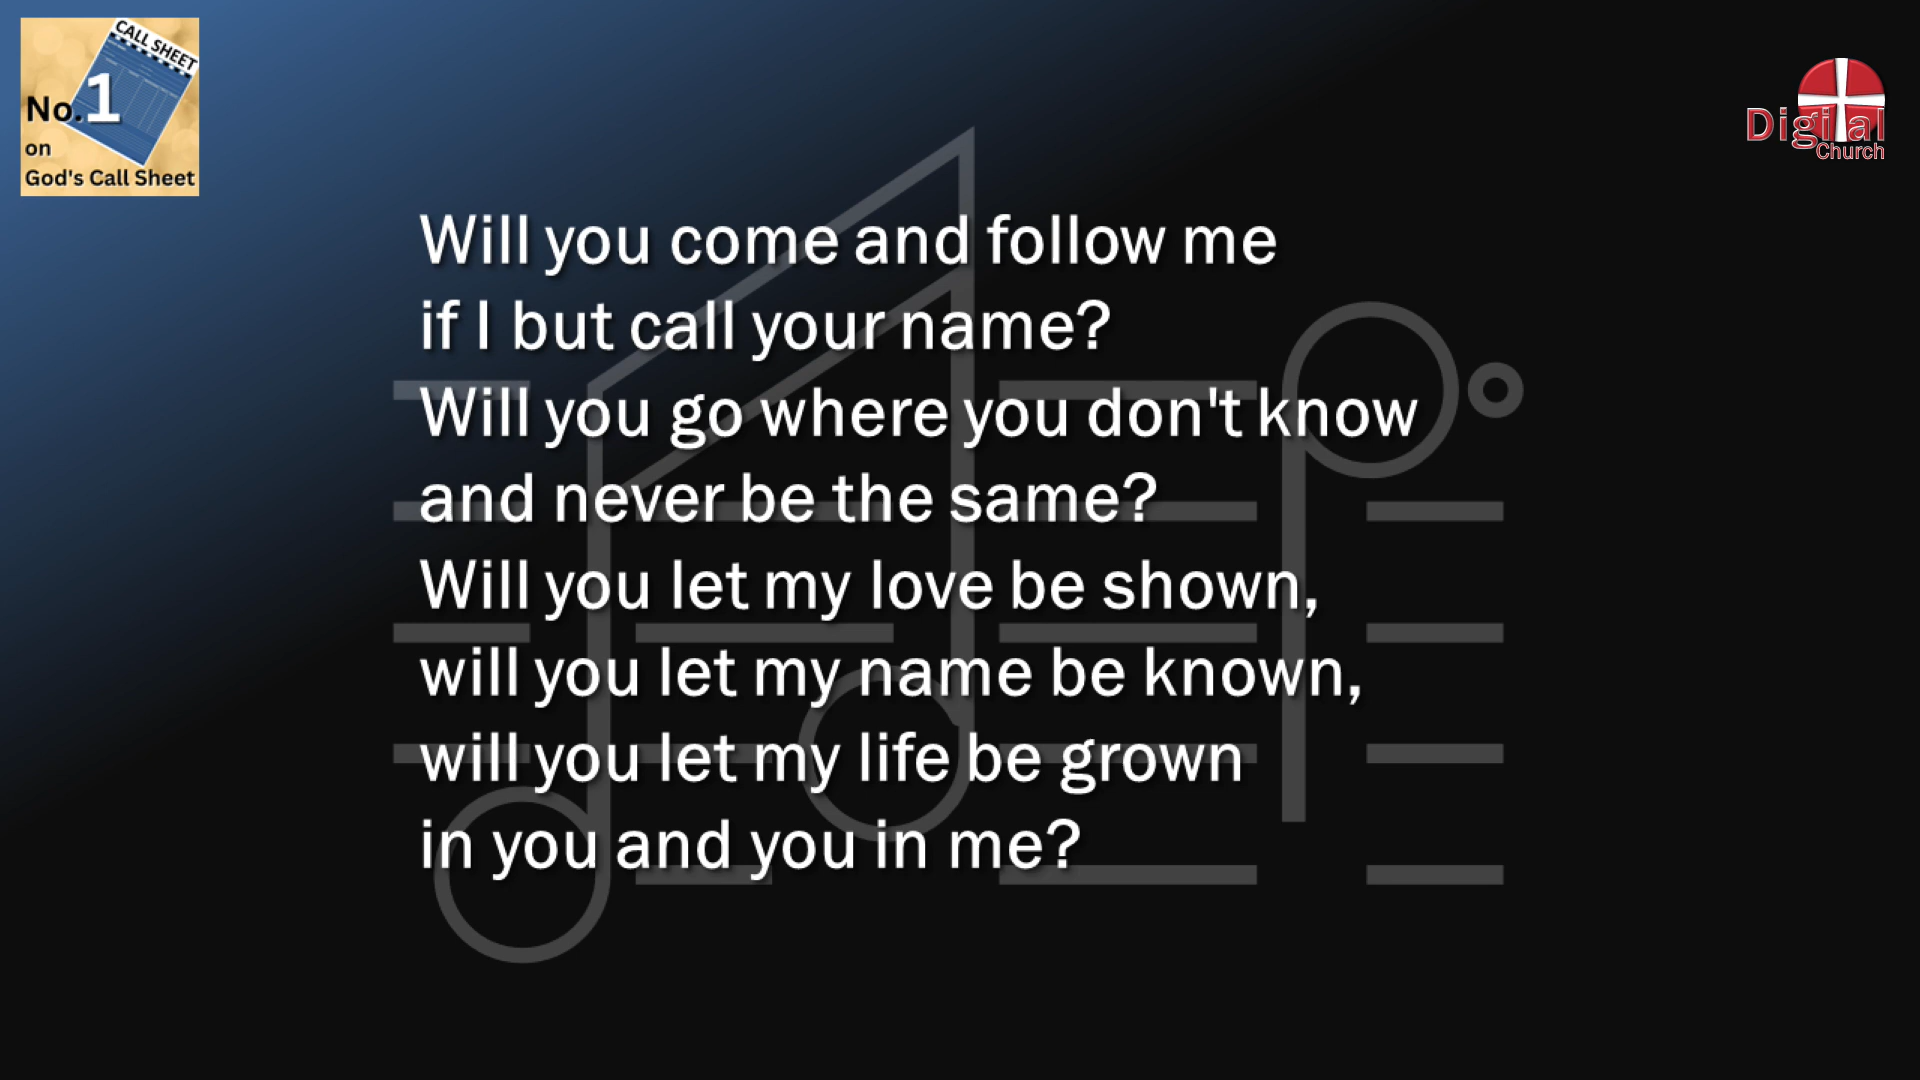 CALL SHEET
No.1
on
God's Call Sheet
Digital
Church
Will you come and follow me
if I but call your name?
Will you go where you don't know
and never be the same?
Will you let my love be shown,
will you let my name be known,
will you let my life be grown
in you and you in me?